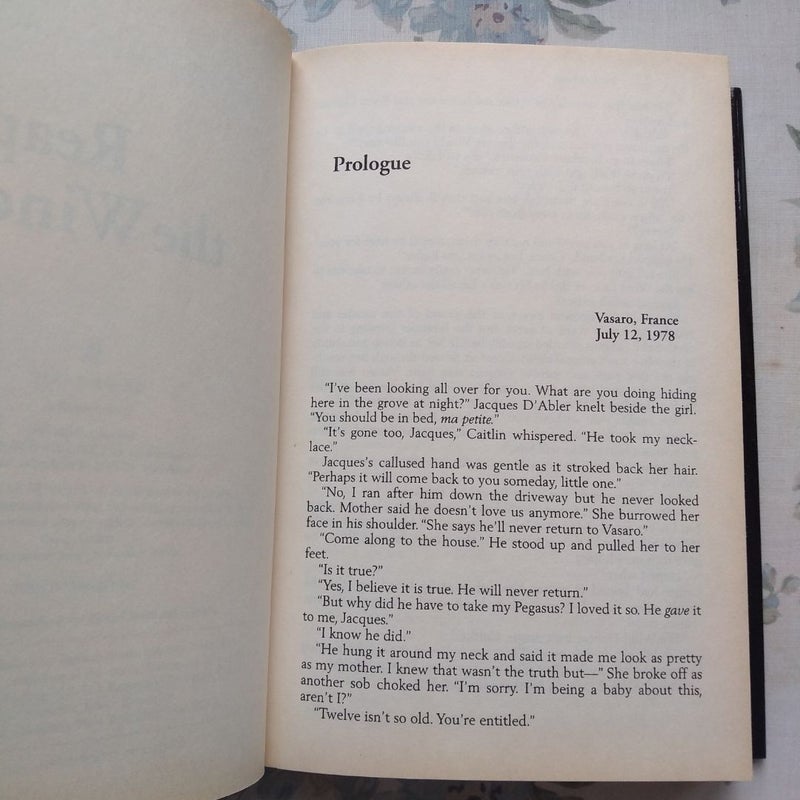 Prologue
Vasaro, France
July 12, 1978
“I’ve been looking all over for you. What are you doing hiding
here in the grove at night?” Jacques D’Abler knelt beside the girl.
“You should be in bed, ma petite.”
“It’s gone too, Jacques,” Caitlin whispered. “He took my neck-
lace.”
Jacques’s callused hand was gentle as it stroked back her hair.
“Perhaps it will come back to you someday, little one.”
“No, I ran after him down the driveway but he never looked
back. Mother said he doesn’t love us anymore.” She burrowed her
face in his shoulder. “She says he’ll never return to Vasaro.”
“Come along to the house.” He stood up and pulled her to her
feet.
“Is it true?”
“Yes, I believe it is true. He will never return.”
“But why did he have to take my Pegasus? I loved it so. He gave it
to me, Jacques.”
“I know he did.”
“He hung it around my neck and said it made me look as pretty
as my mother. I knew that wasn’t the truth but—” She broke off as
another sob choked her. “I’m sorry. I’m being a baby about this,
aren’t I?”
“Twelve isn’t so old. You’re entitled.”